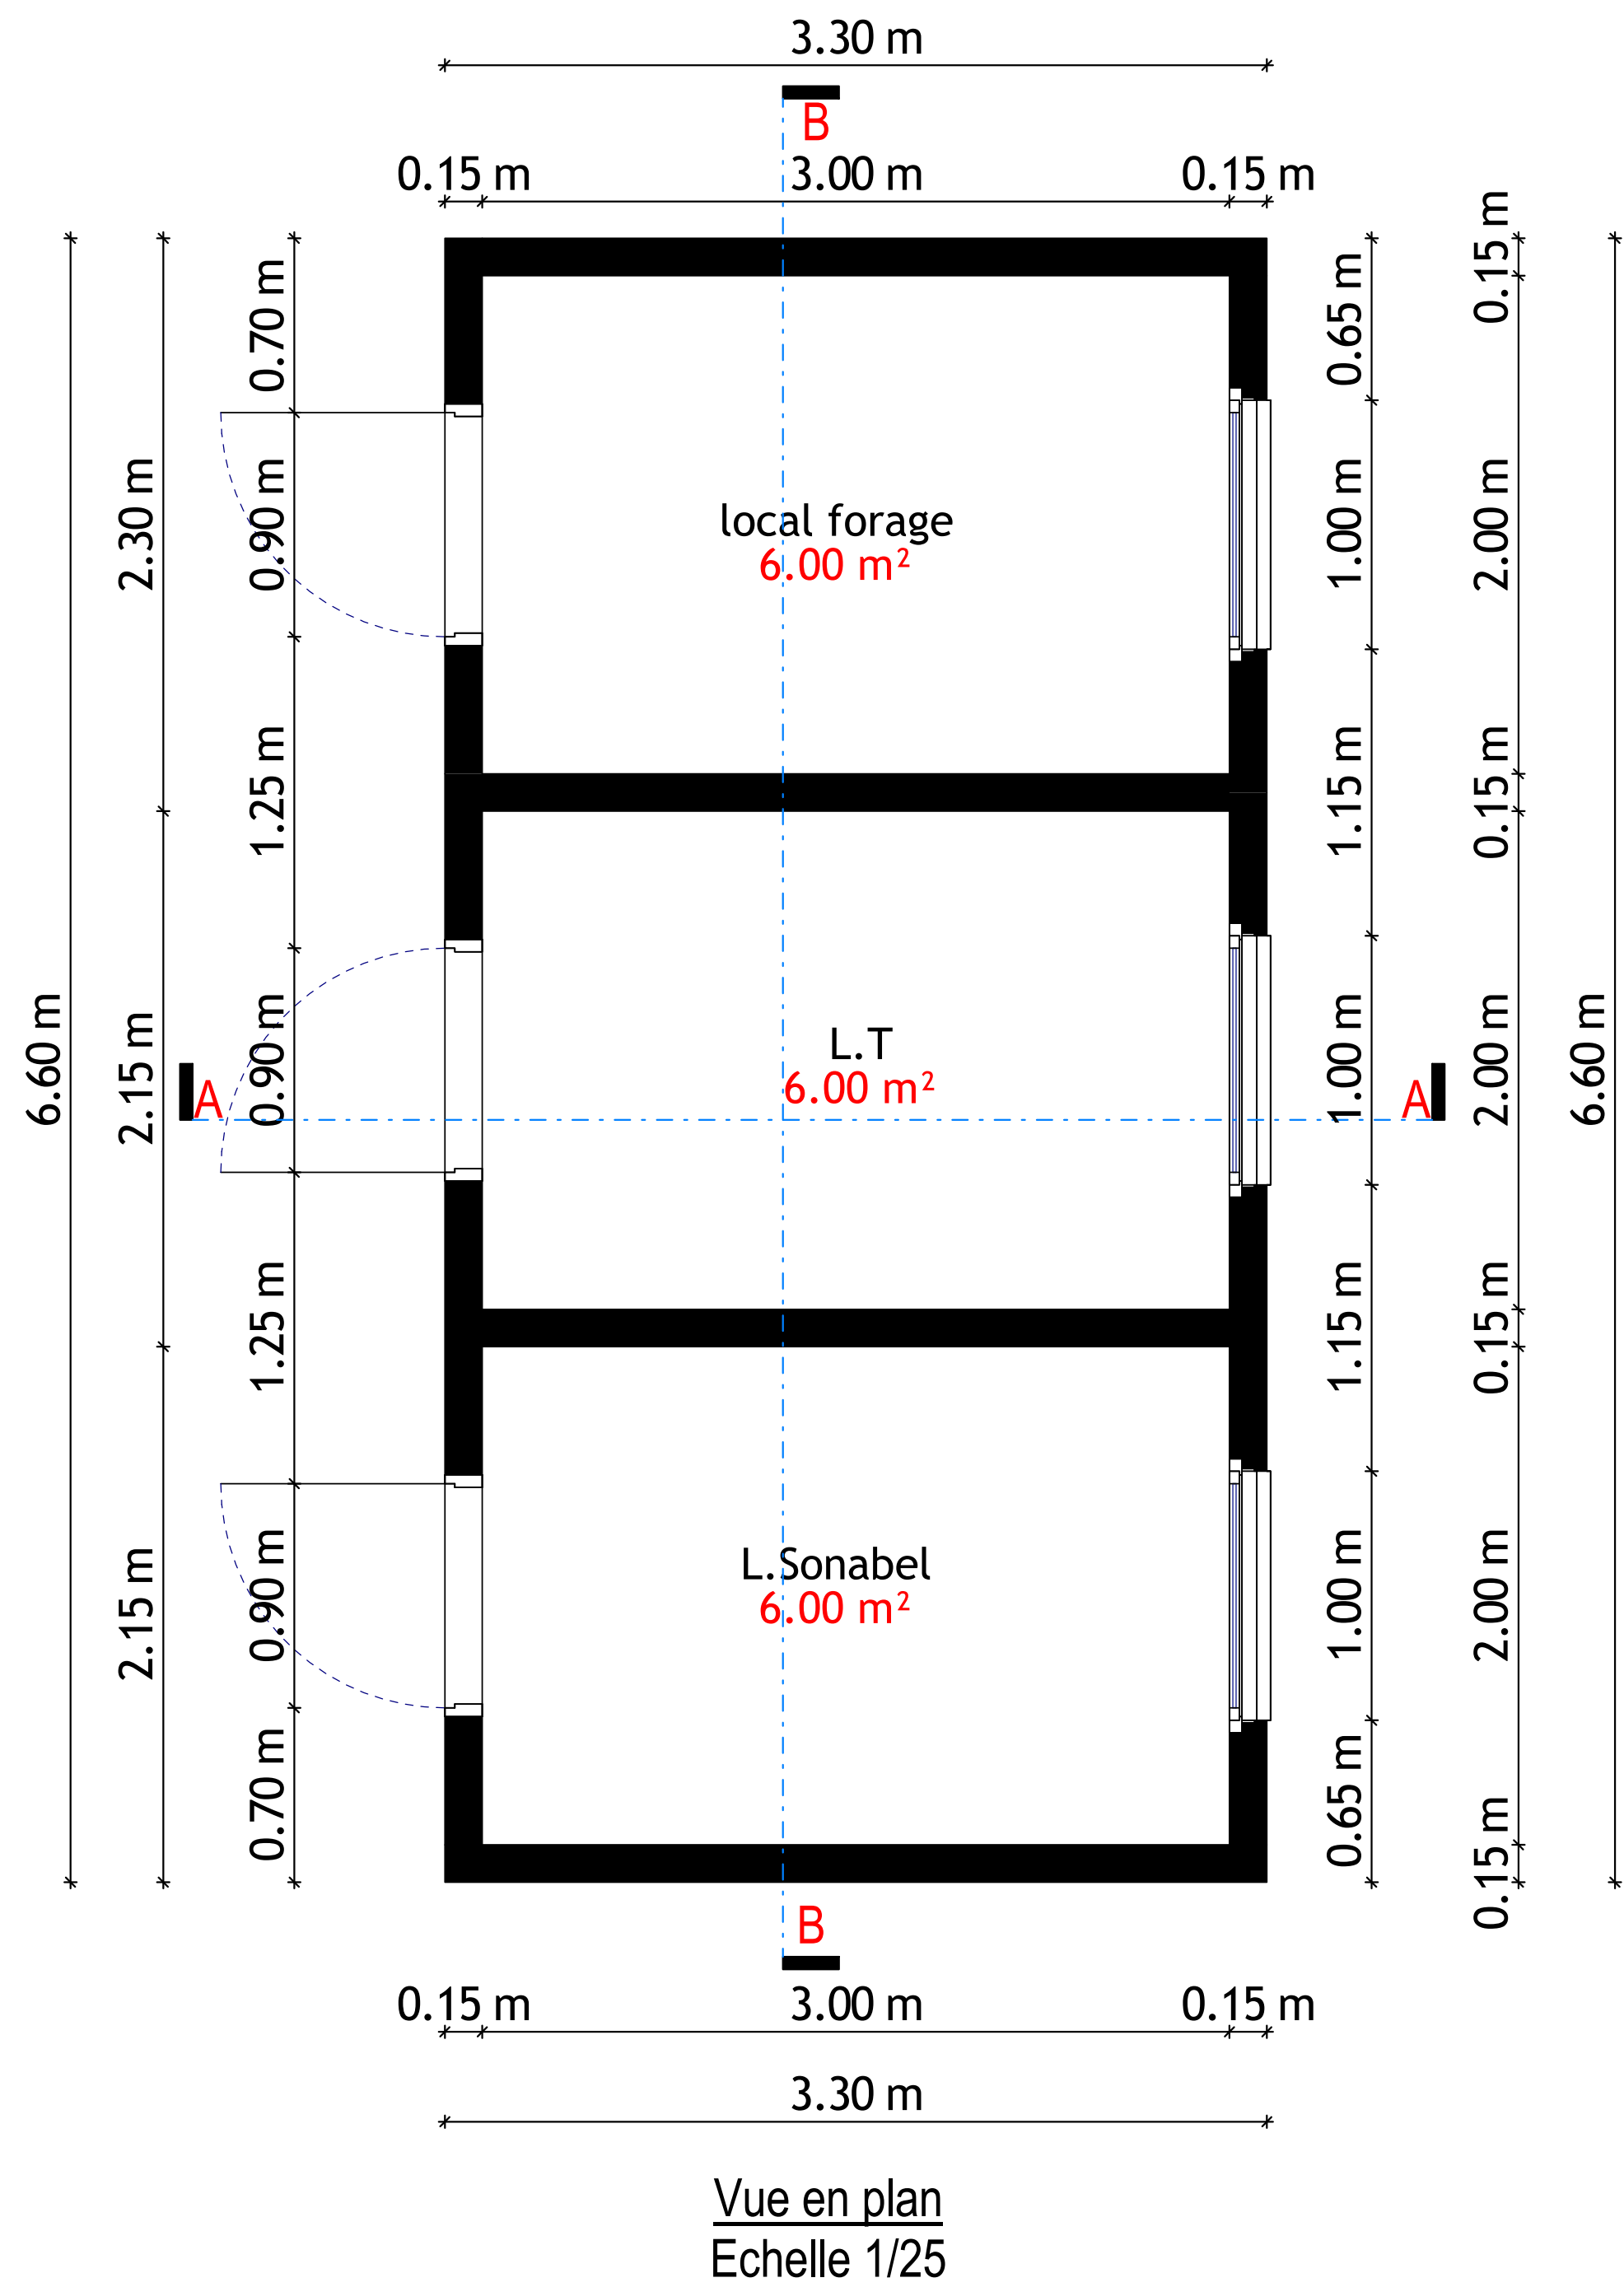 3.30 m
B
0.15 m 3.00 m 0.15 m
6.60 m
2.30 m
2.15 m
2.15 m
0.70 m
0.90 m
1.25 m
0.90 m
1.25 m
0.90 m
0.70 m
local forage
6.00 m²
L.T
6.00 m²
A
A
L.Sonabel
6.00 m²
0.65 m
1.00 m
1.15 m
1.00 m
1.15 m
1.00 m
0.65 m
0.15 m
2.00 m
0.15 m
2.00 m
0.15 m
2.00 m
0.15 m
6.60 m
B
0.15 m 3.00 m 0.15 m
3.30 m
Vue en plan
Echelle 1/25